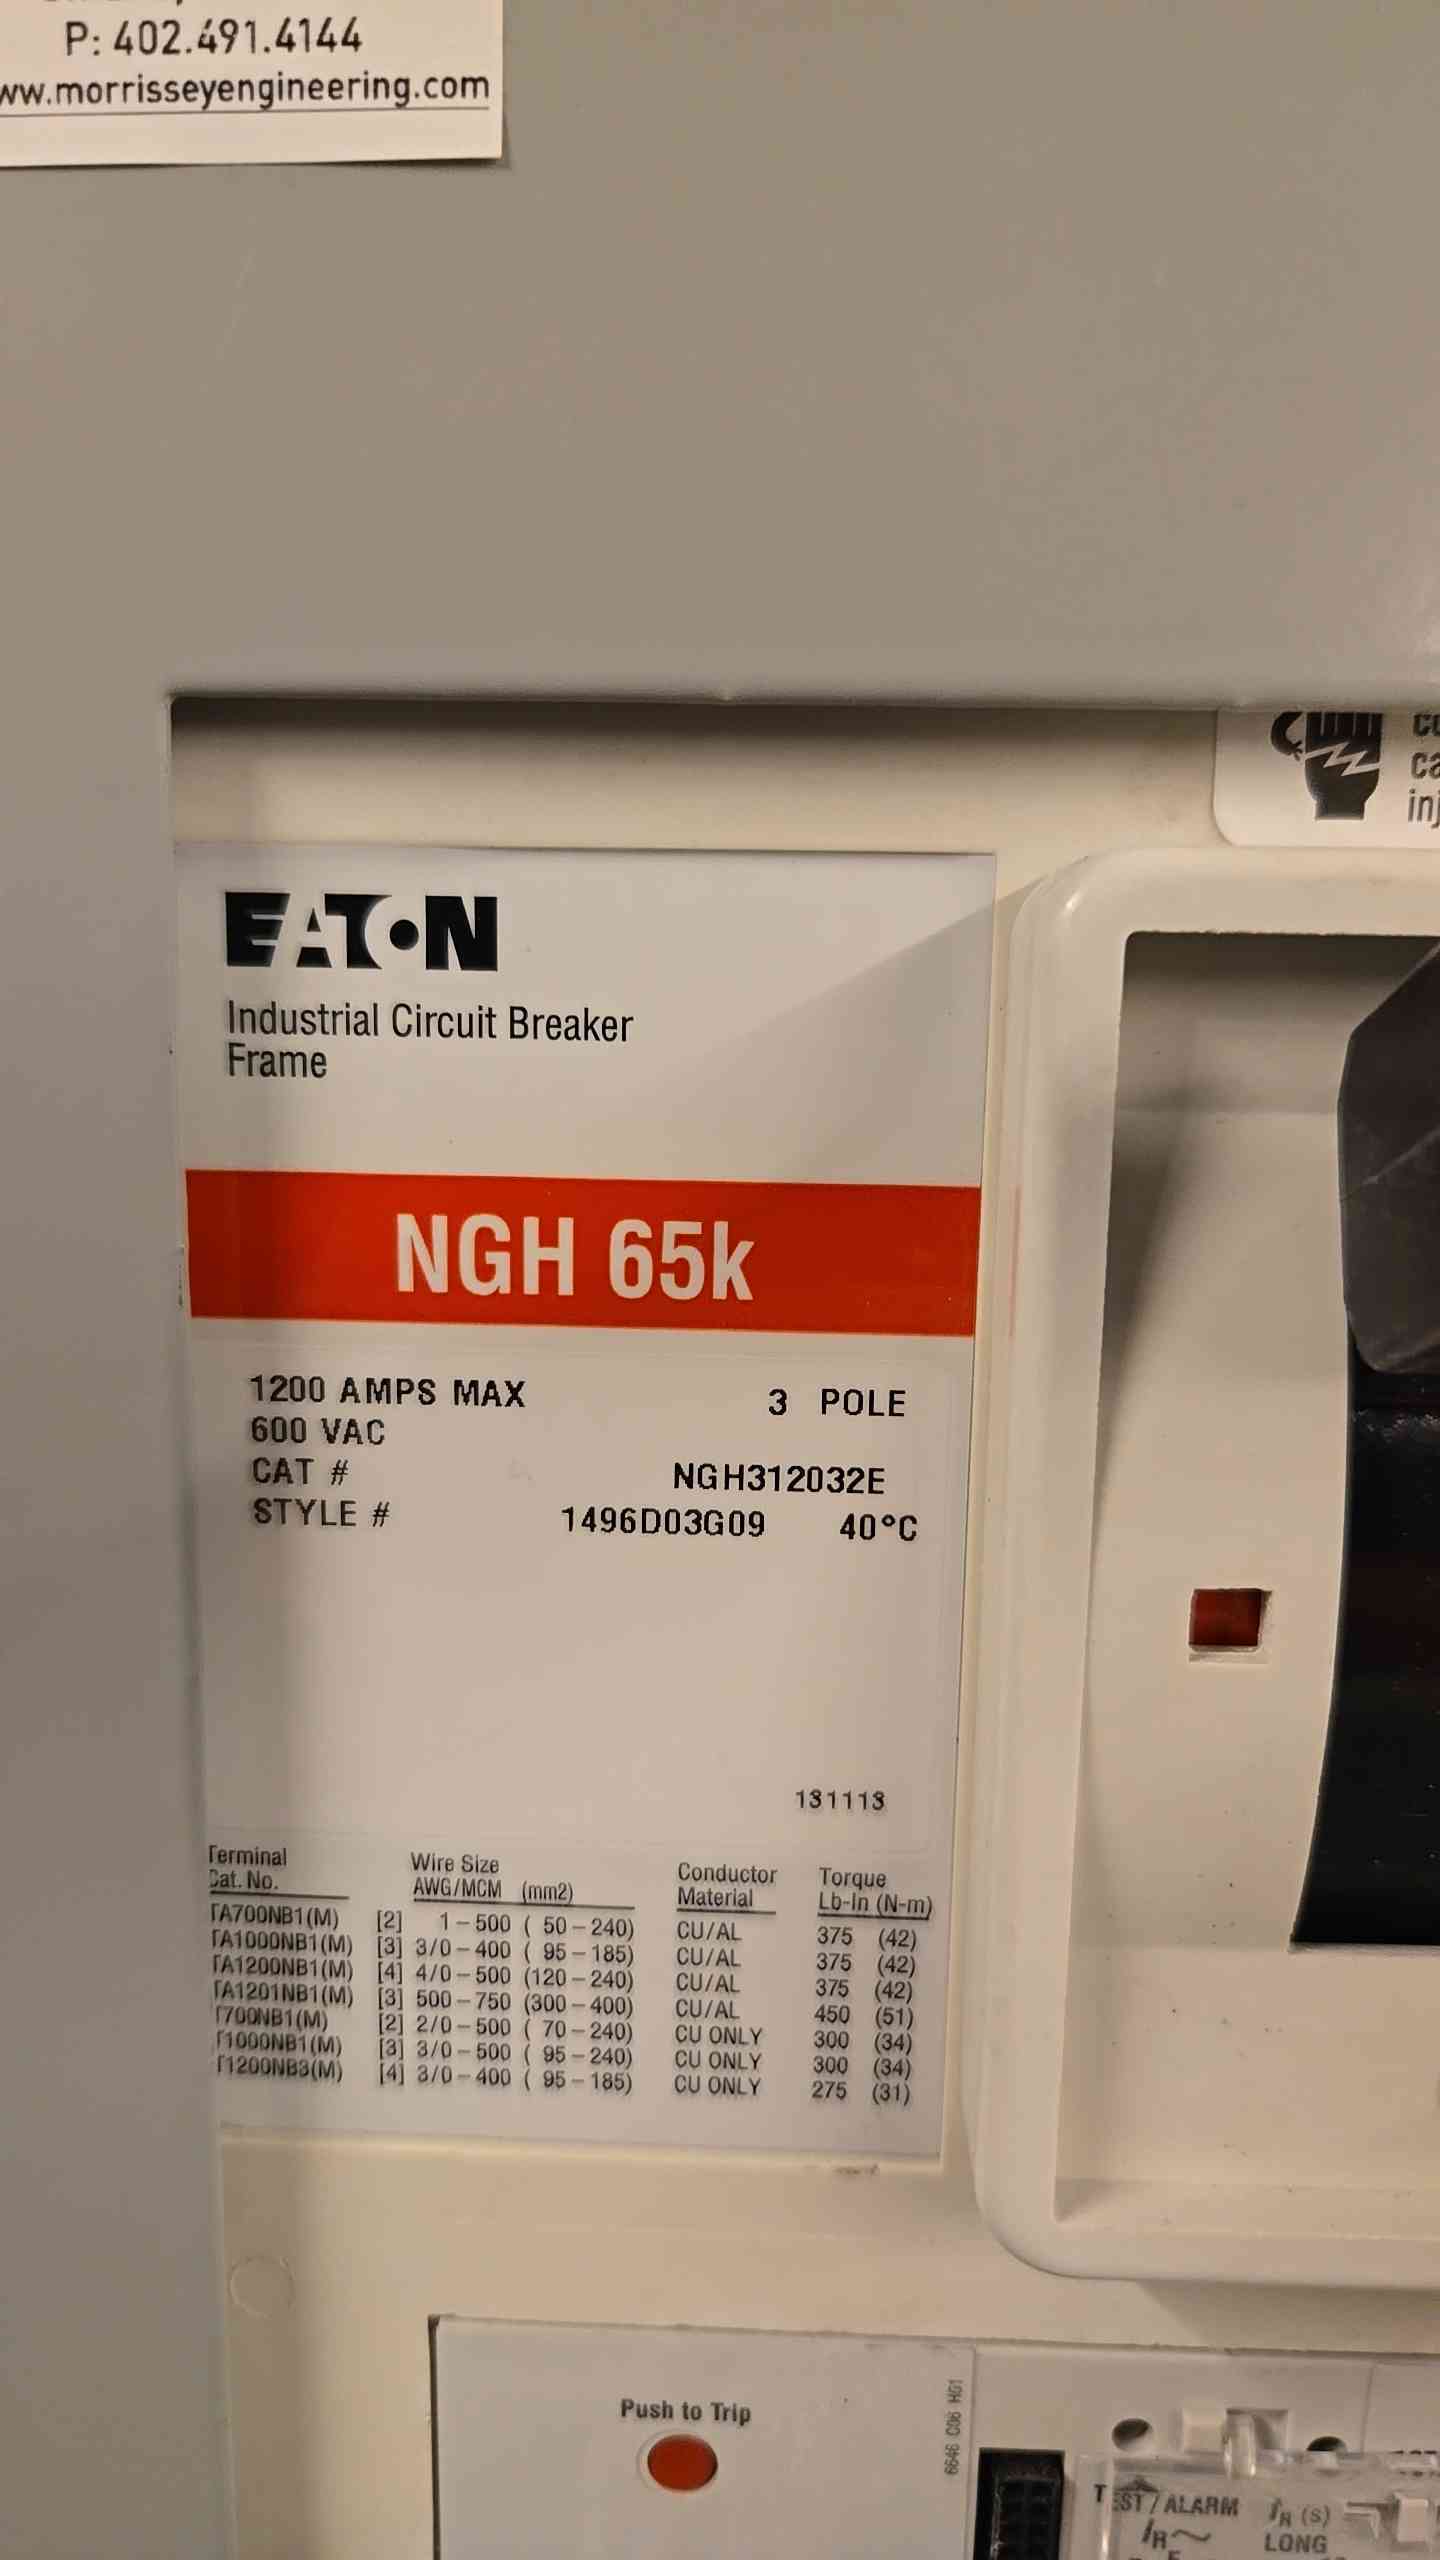 P: 402.491.4144
ww.morrisseyengineering.com
EATON
Industrial Circuit Breaker
Frame
NGH 65k
1200 AMPS MAX 3 POLE
600 VAC
CAT # NGH312032E
STYLE # 1496D03G09 40°C
131113
Terminal Cat. No. Wire Size AWG/MCM (mm2) Conductor Material Torque Lb-In (N-m)
TA700NB1(M) [2] 1-500 ( 50-240) CU/AL 375 (42)
TA1000NB1(M) [3] 3/0-400 ( 95-185) CU/AL 375 (42)
TA1200NB1(M) [4] 4/0-500 (120-240) CU/AL 375 (42)
TA1201NB1(M) [3] 500-750 (300-400) CU/AL 450 (51)
T700NB1(M) [2] 2/0-500 ( 70-240) CU ONLY 300 (34)
T1000NB1(M) [3] 3/0-500 ( 95-240) CU ONLY 300 (34)
T1200NB3(M) [4] 3/0-400 ( 95-185) CU ONLY 275 (31)
Push to Trip
6646 C06 H01
TEST/ALARM
LONG